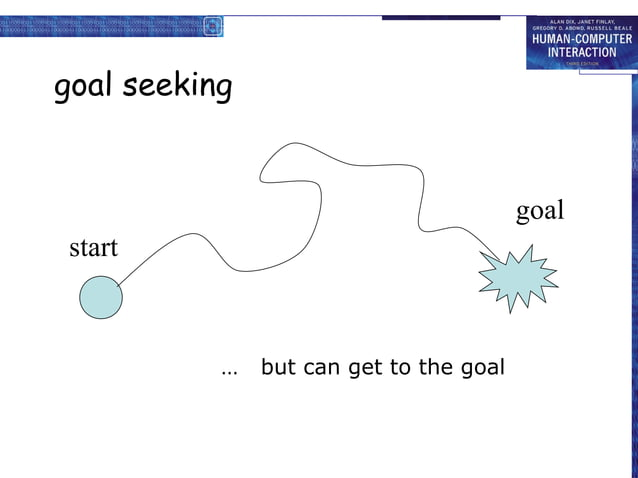 ALAN DIX, JANET FINLAY,
GREGORY D. ABOWD, RUSSELL BEALE
HUMAN-COMPUTER
INTERACTION
THIRD EDITION
goal seeking
goal
start
… but can get to the goal